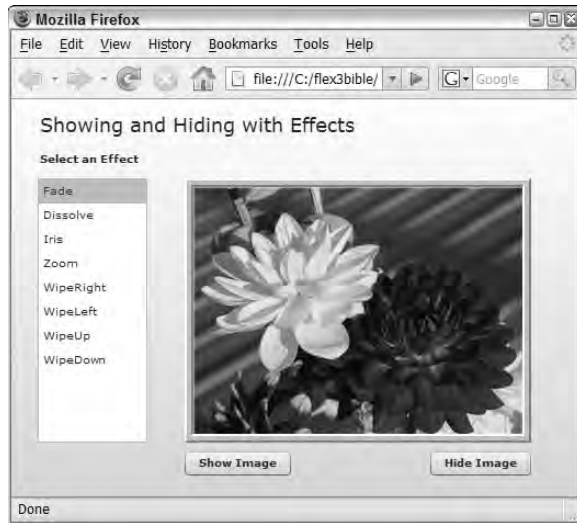 Mozilla Firefox
File Edit View History Bookmarks Tools Help
file:///C:/flex3bible/
G Google
Showing and Hiding with Effects
Select an Effect
Fade
Dissolve
Iris
Zoom
WipeRight
WipeLeft
WipeUp
WipeDown
Show Image
Hide Image
Done